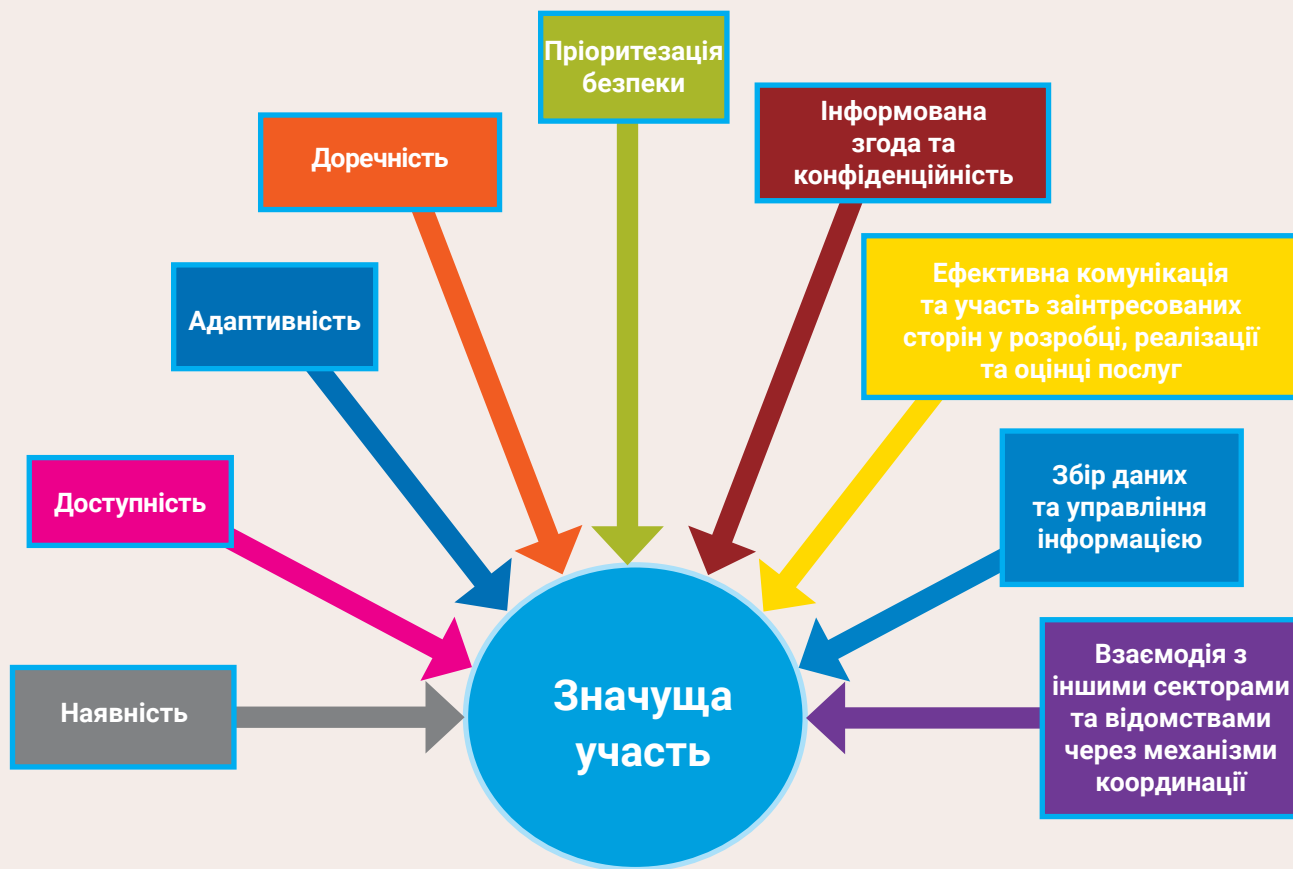 Пріоритезація
безпеки
Інформована
згода та
конфіденційність
Доречність
Ефективна комунікація
та участь заінтресованих
сторін у розробці, реалізації
та оцінці послуг
Адаптивність
Збір даних
та управління
інформацією
Доступність
Взаємодія з
іншими секторами
та відомствами
через механізми
координації
Наявність
Значуща
участь